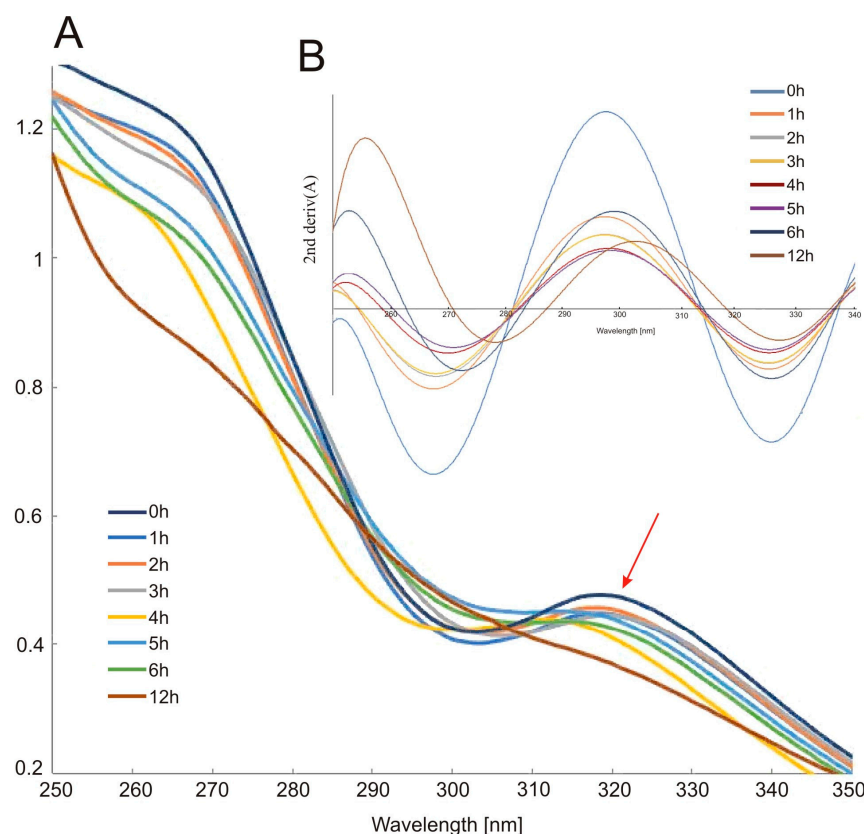 A
B
0h
1h
2h
3h
4h
5h
6h
12h
2nd deriv(A)
260
270
280
290
300
310
320
330
340
Wavelength [nm]
1.2
1
0.8
0.6
0.4
0.2
0h
1h
2h
3h
4h
5h
6h
12h
250
260
270
280
290
300
310
320
330
340
350
Wavelength [nm]